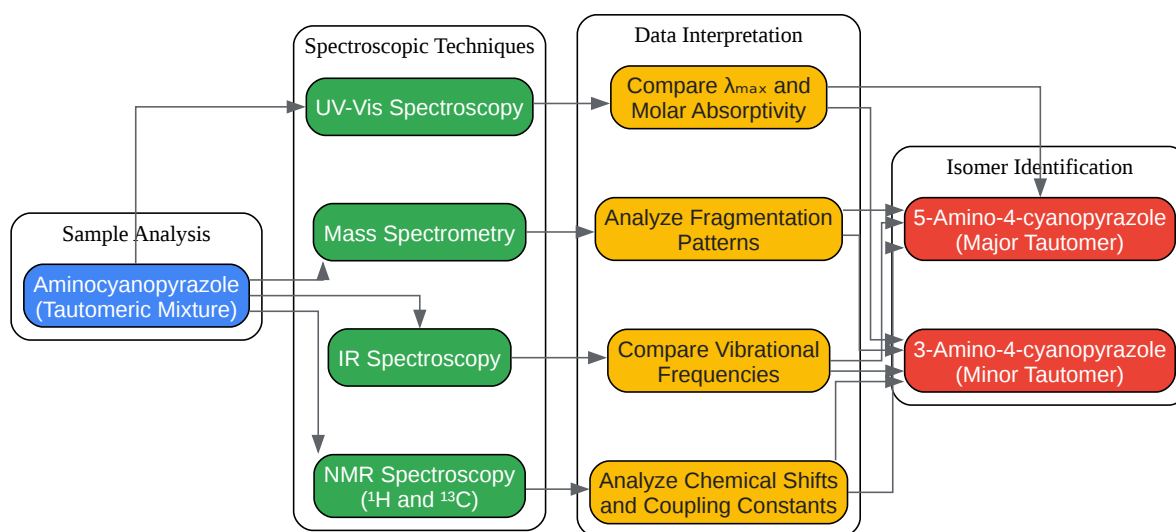 Sample Analysis
Aminocyanopyrazole
(Tautomeric Mixture)
Spectroscopic Techniques
UV-Vis Spectroscopy
Mass Spectrometry
IR Spectroscopy
NMR Spectroscopy
(¹H and ¹³C)
Data Interpretation
Compare λₘₐₓ and
Molar Absorptivity
Analyze Fragmentation
Patterns
Compare Vibrational
Frequencies
Analyze Chemical Shifts
and Coupling Constants
Isomer Identification
5-Amino-4-cyanopyrazole
(Major Tautomer)
3-Amino-4-cyanopyrazole
(Minor Tautomer)